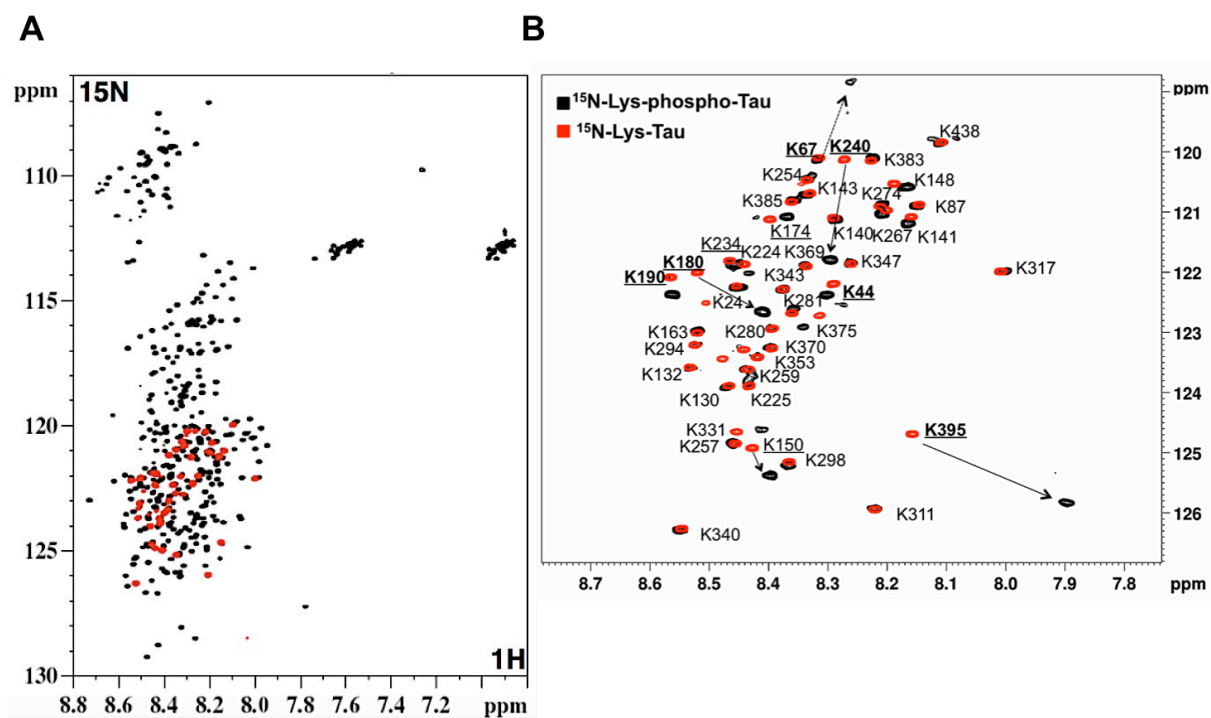 A
B
ppm
15N
110
115
120
125
130
8.8 8.6 8.4 8.2 8.0 7.8 7.6 7.4 7.2 ppm
1H
15N-Lys-phospho-Tau
15N-Lys-Tau
ppm
K67 K240
K438
K383
K254
K143
K274 K148
K385
K87
K174
K140
K267 K141
K234
K224 K369
K347
K180
K343
K317
K190
K24
K281
K44
K163
K280
K375
K294
K370
K353
K132
K259
K130
K225
K331
K395
K257
K150
K298
K311
K340
120
121
122
123
124
125
126
8.7 8.6 8.5 8.4 8.3 8.2 8.1 8.0 7.9 7.8 ppm